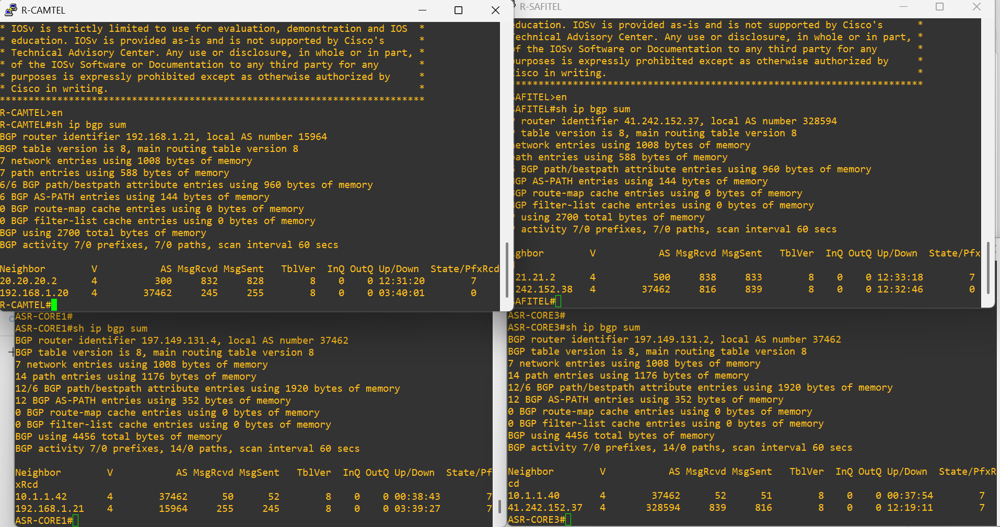 R-CAMTEL
* IOSv is strictly limited to use for evaluation, demonstration and IOS *
* education. IOSv is provided as-is and is not supported by Cisco's *
* Technical Advisory Center. Any use or disclosure, in whole or in part, *
* of the IOSv Software or Documentation to any third party for any *
* purposes is expressly prohibited except as otherwise authorized by *
* Cisco in writing. *
**************************************************************************
R-CAMTEL>en
R-CAMTEL#sh ip bgp sum
BGP router identifier 192.168.1.21, local AS number 15964
BGP table version is 8, main routing table version 8
7 network entries using 1008 bytes of memory
7 path entries using 588 bytes of memory
6/6 BGP path/bestpath attribute entries using 960 bytes of memory
6 BGP AS-PATH entries using 144 bytes of memory
0 BGP route-map cache entries using 0 bytes of memory
0 BGP filter-list cache entries using 0 bytes of memory
BGP using 2700 total bytes of memory
BGP activity 7/0 prefixes, 7/0 paths, scan interval 60 secs
Neighbor V AS MsgRcvd MsgSent TblVer InQ OutQ Up/Down State/PfxRcd
20.20.20.2 4 300 832 828 8 0 0 12:31:20 7
192.168.1.20 4 37462 245 255 8 0 0 03:40:01 0
R-CAMTEL#
R-SAFITEL
education. IOSv is provided as-is and is not supported by Cisco's *
Technical Advisory Center. Any use or disclosure, in whole or in part, *
of the IOSv Software or Documentation to any third party for any *
purposes is expressly prohibited except as otherwise authorized by *
Cisco in writing. *
***********************************************************************
SAFITEL>en
SAFITEL#sh ip bgp sum
router identifier 41.242.152.37, local AS number 328594
table version is 8, main routing table version 8
network entries using 1008 bytes of memory
path entries using 588 bytes of memory
BGP path/bestpath attribute entries using 960 bytes of memory
BGP AS-PATH entries using 144 bytes of memory
BGP route-map cache entries using 0 bytes of memory
BGP filter-list cache entries using 0 bytes of memory
using 2700 total bytes of memory
activity 7/0 prefixes, 7/0 paths, scan interval 60 secs
ghbor V AS MsgRcvd MsgSent TblVer InQ OutQ Up/Down State/Pfx
21.21.2 4 500 838 833 8 0 0 12:33:18 7
242.152.38 4 37462 816 839 8 0 0 12:32:46 0
SAFITEL#
ASR-CORE1#
ASR-CORE1#sh ip bgp sum
BGP router identifier 197.149.131.4, local AS number 37462
BGP table version is 8, main routing table version 8
7 network entries using 1008 bytes of memory
14 path entries using 1176 bytes of memory
12/6 BGP path/bestpath attribute entries using 1920 bytes of memory
12 BGP AS-PATH entries using 352 bytes of memory
0 BGP route-map cache entries using 0 bytes of memory
0 BGP filter-list cache entries using 0 bytes of memory
BGP using 4456 total bytes of memory
BGP activity 7/0 prefixes, 14/0 paths, scan interval 60 secs
Neighbor V AS MsgRcvd MsgSent TblVer InQ OutQ Up/Down State/Pf
xRcd
10.1.1.42 4 37462 50 52 8 0 0 00:38:43 7
192.168.1.21 4 15964 255 245 8 0 0 03:39:27 7
ASR-CORE1#
ASR-CORE3#
ASR-CORE3#sh ip bgp sum
BGP router identifier 197.149.131.2, local AS number 37462
BGP table version is 8, main routing table version 8
7 network entries using 1008 bytes of memory
14 path entries using 1176 bytes of memory
12/6 BGP path/bestpath attribute entries using 1920 bytes of memory
12 BGP AS-PATH entries using 352 bytes of memory
0 BGP route-map cache entries using 0 bytes of memory
0 BGP filter-list cache entries using 0 bytes of memory
BGP using 4456 total bytes of memory
BGP activity 7/0 prefixes, 14/0 paths, scan interval 60 secs
Neighbor V AS MsgRcvd MsgSent TblVer InQ OutQ Up/Down State/PfxR
cd
10.1.1.40 4 37462 52 51 8 0 0 00:37:54 7
41.242.152.37 4 328594 839 816 8 0 0 12:19:11 7
ASR-CORE3#